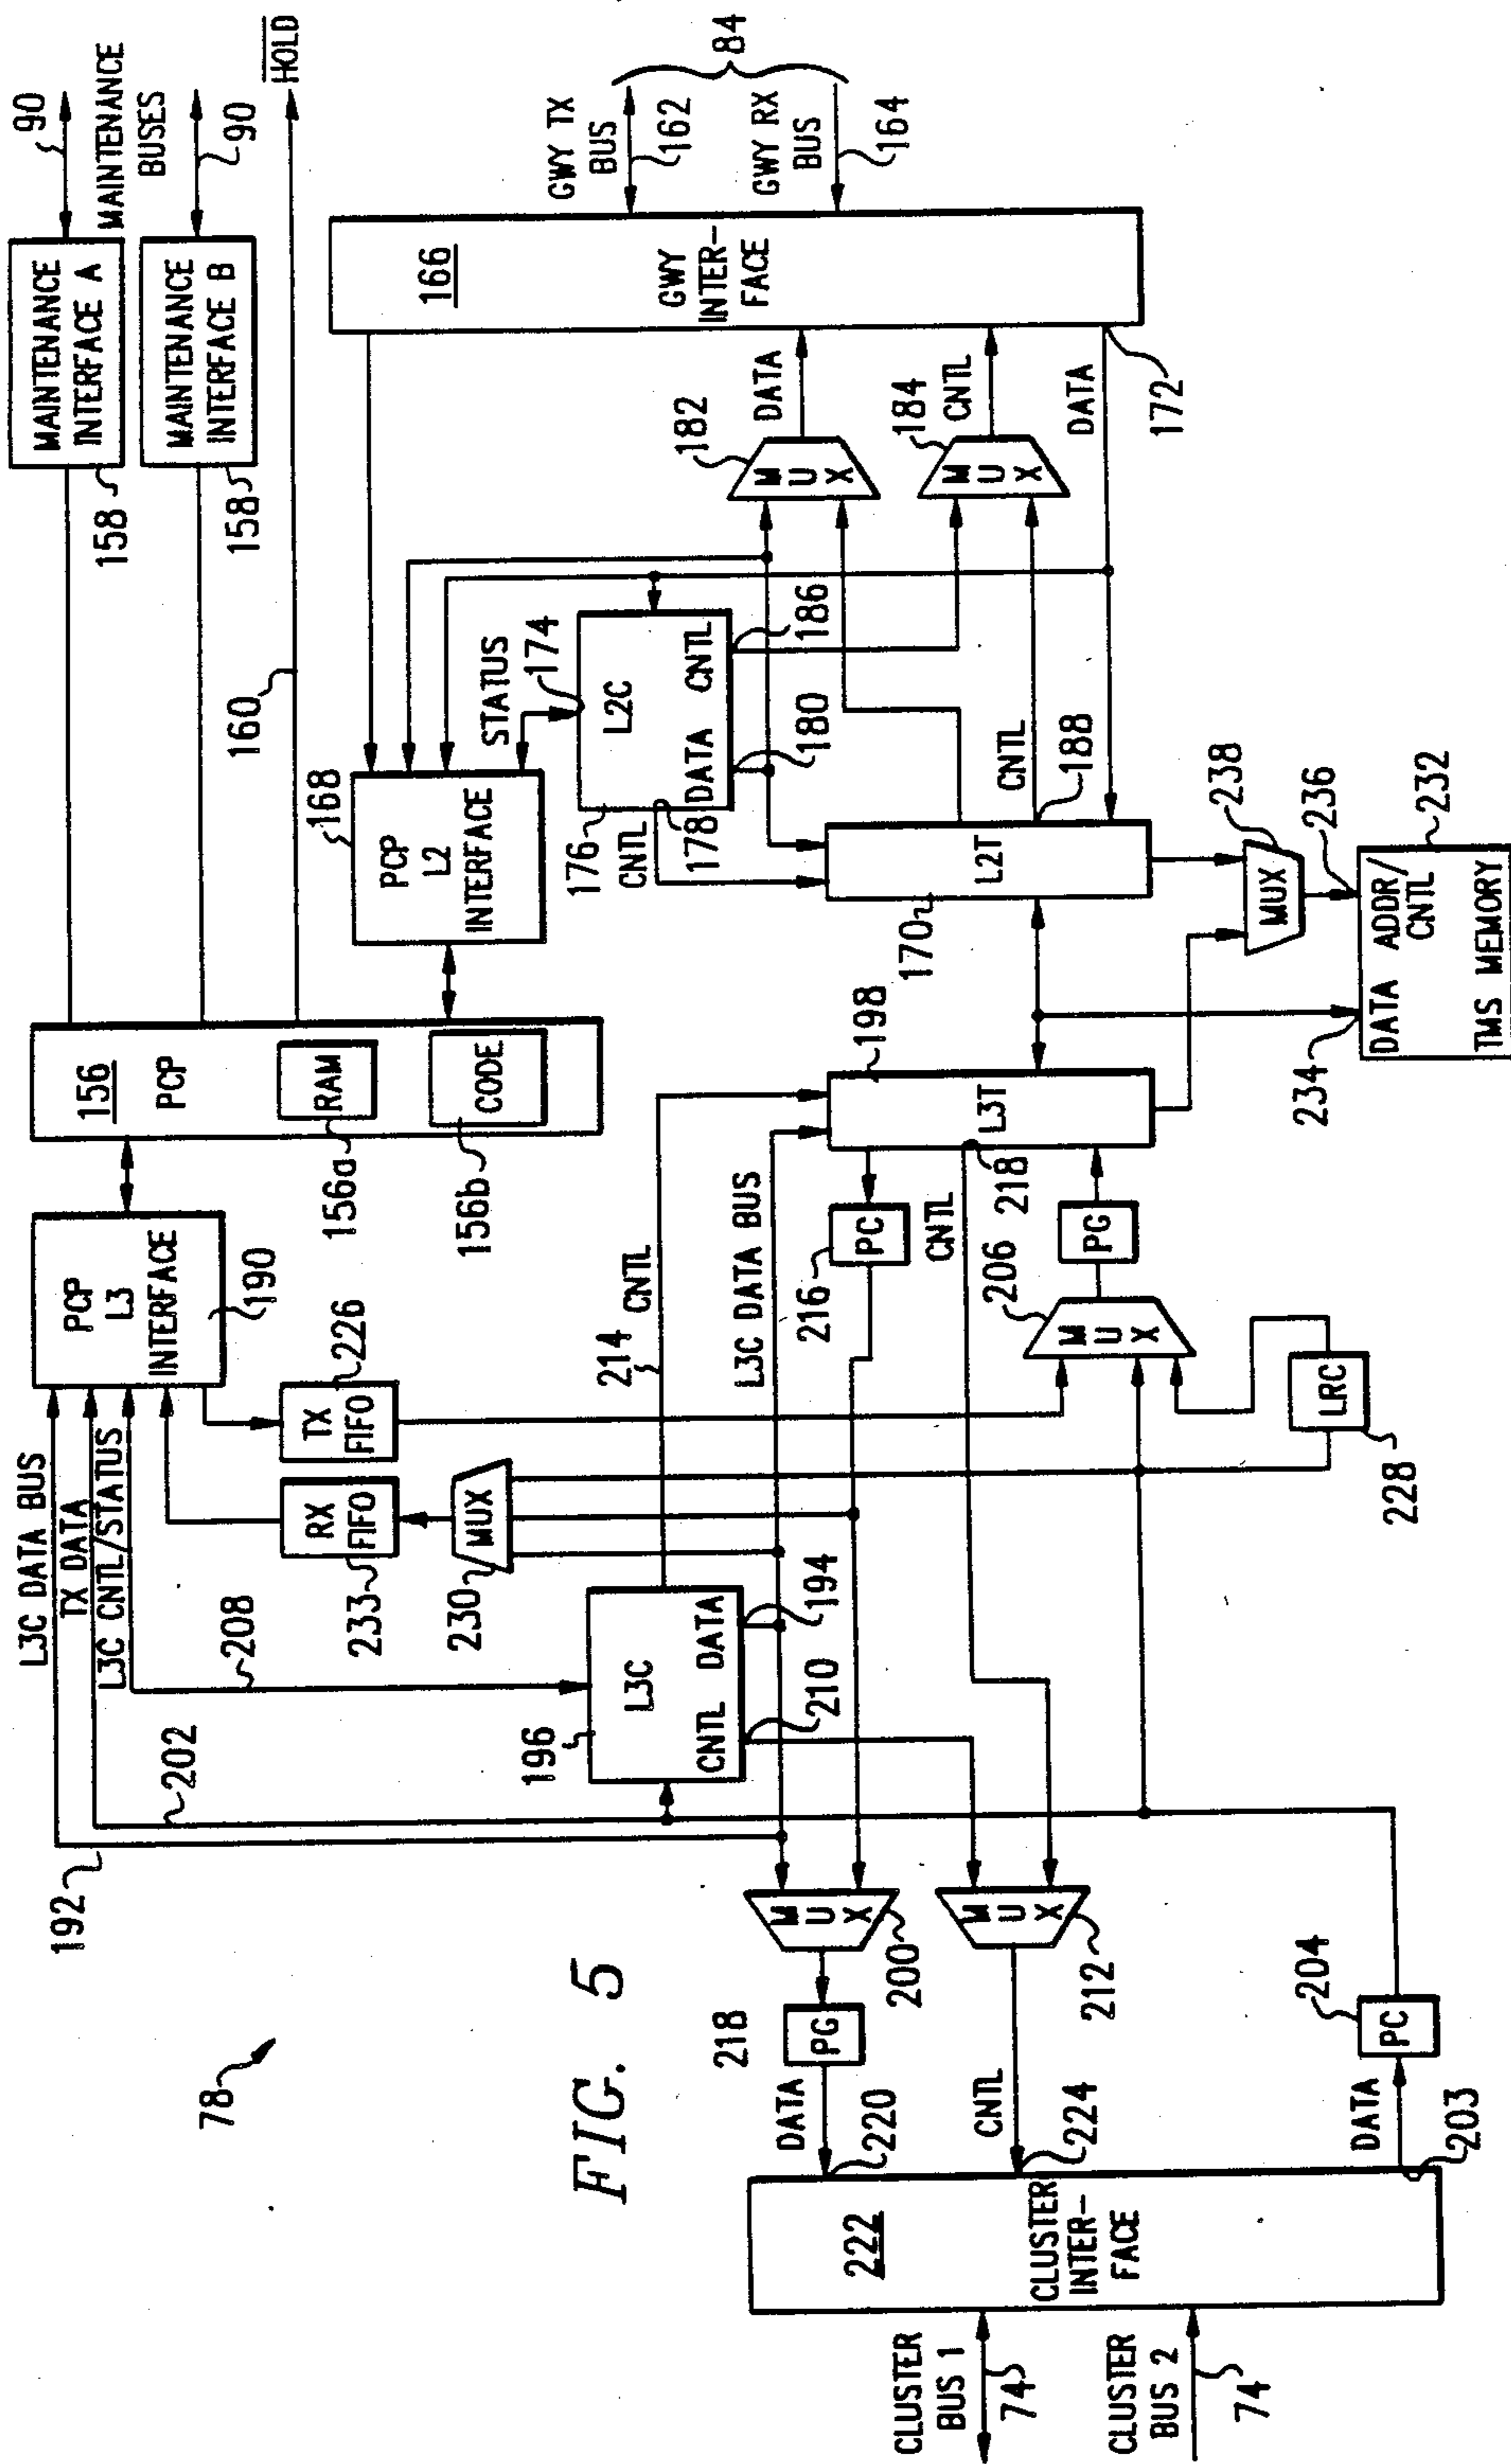 90
MAINTENANCE
BUSES
90
HOLD
MAINTENANCE
INTERFACE A
158
MAINTENANCE
INTERFACE B
158
160
156
PCP
RAM
156a
CODE
156b
PCP
L3
INTERFACE
190
L3C DATA BUS
TX DATA
L3C CNTL/STATUS
192
202
208
TX
FIFO
226
RX
FIFO
233
MUX
230
168
PCP
L2
INTERFACE
STATUS
174
L2C
DATA
CNTL
176
CNTL
178
180
186
166
GWY
INTER-
FACE
GWY TX
BUS
162
GWY RX
BUS
164
84
182
MUX
DATA
184
MUX
CNTL
DATA
172
L2T
170
CNTL
188
238
MUX
236
232
DATA
ADDR/
CNTL
TMS MEMORY
234
198
L3T
218
214
CNTL
L3C DATA BUS
216
PC
CNTL
206
MUX
PG
LRC
228
196
L3C
CNTL
DATA
210
194
MUX
200
MUX
212
218
PG
DATA
220
CNTL
224
204
PC
DATA
203
222
CLUSTER
INTER-
FACE
CLUSTER
BUS 1
74
CLUSTER
BUS 2
74
78
FIG. 5